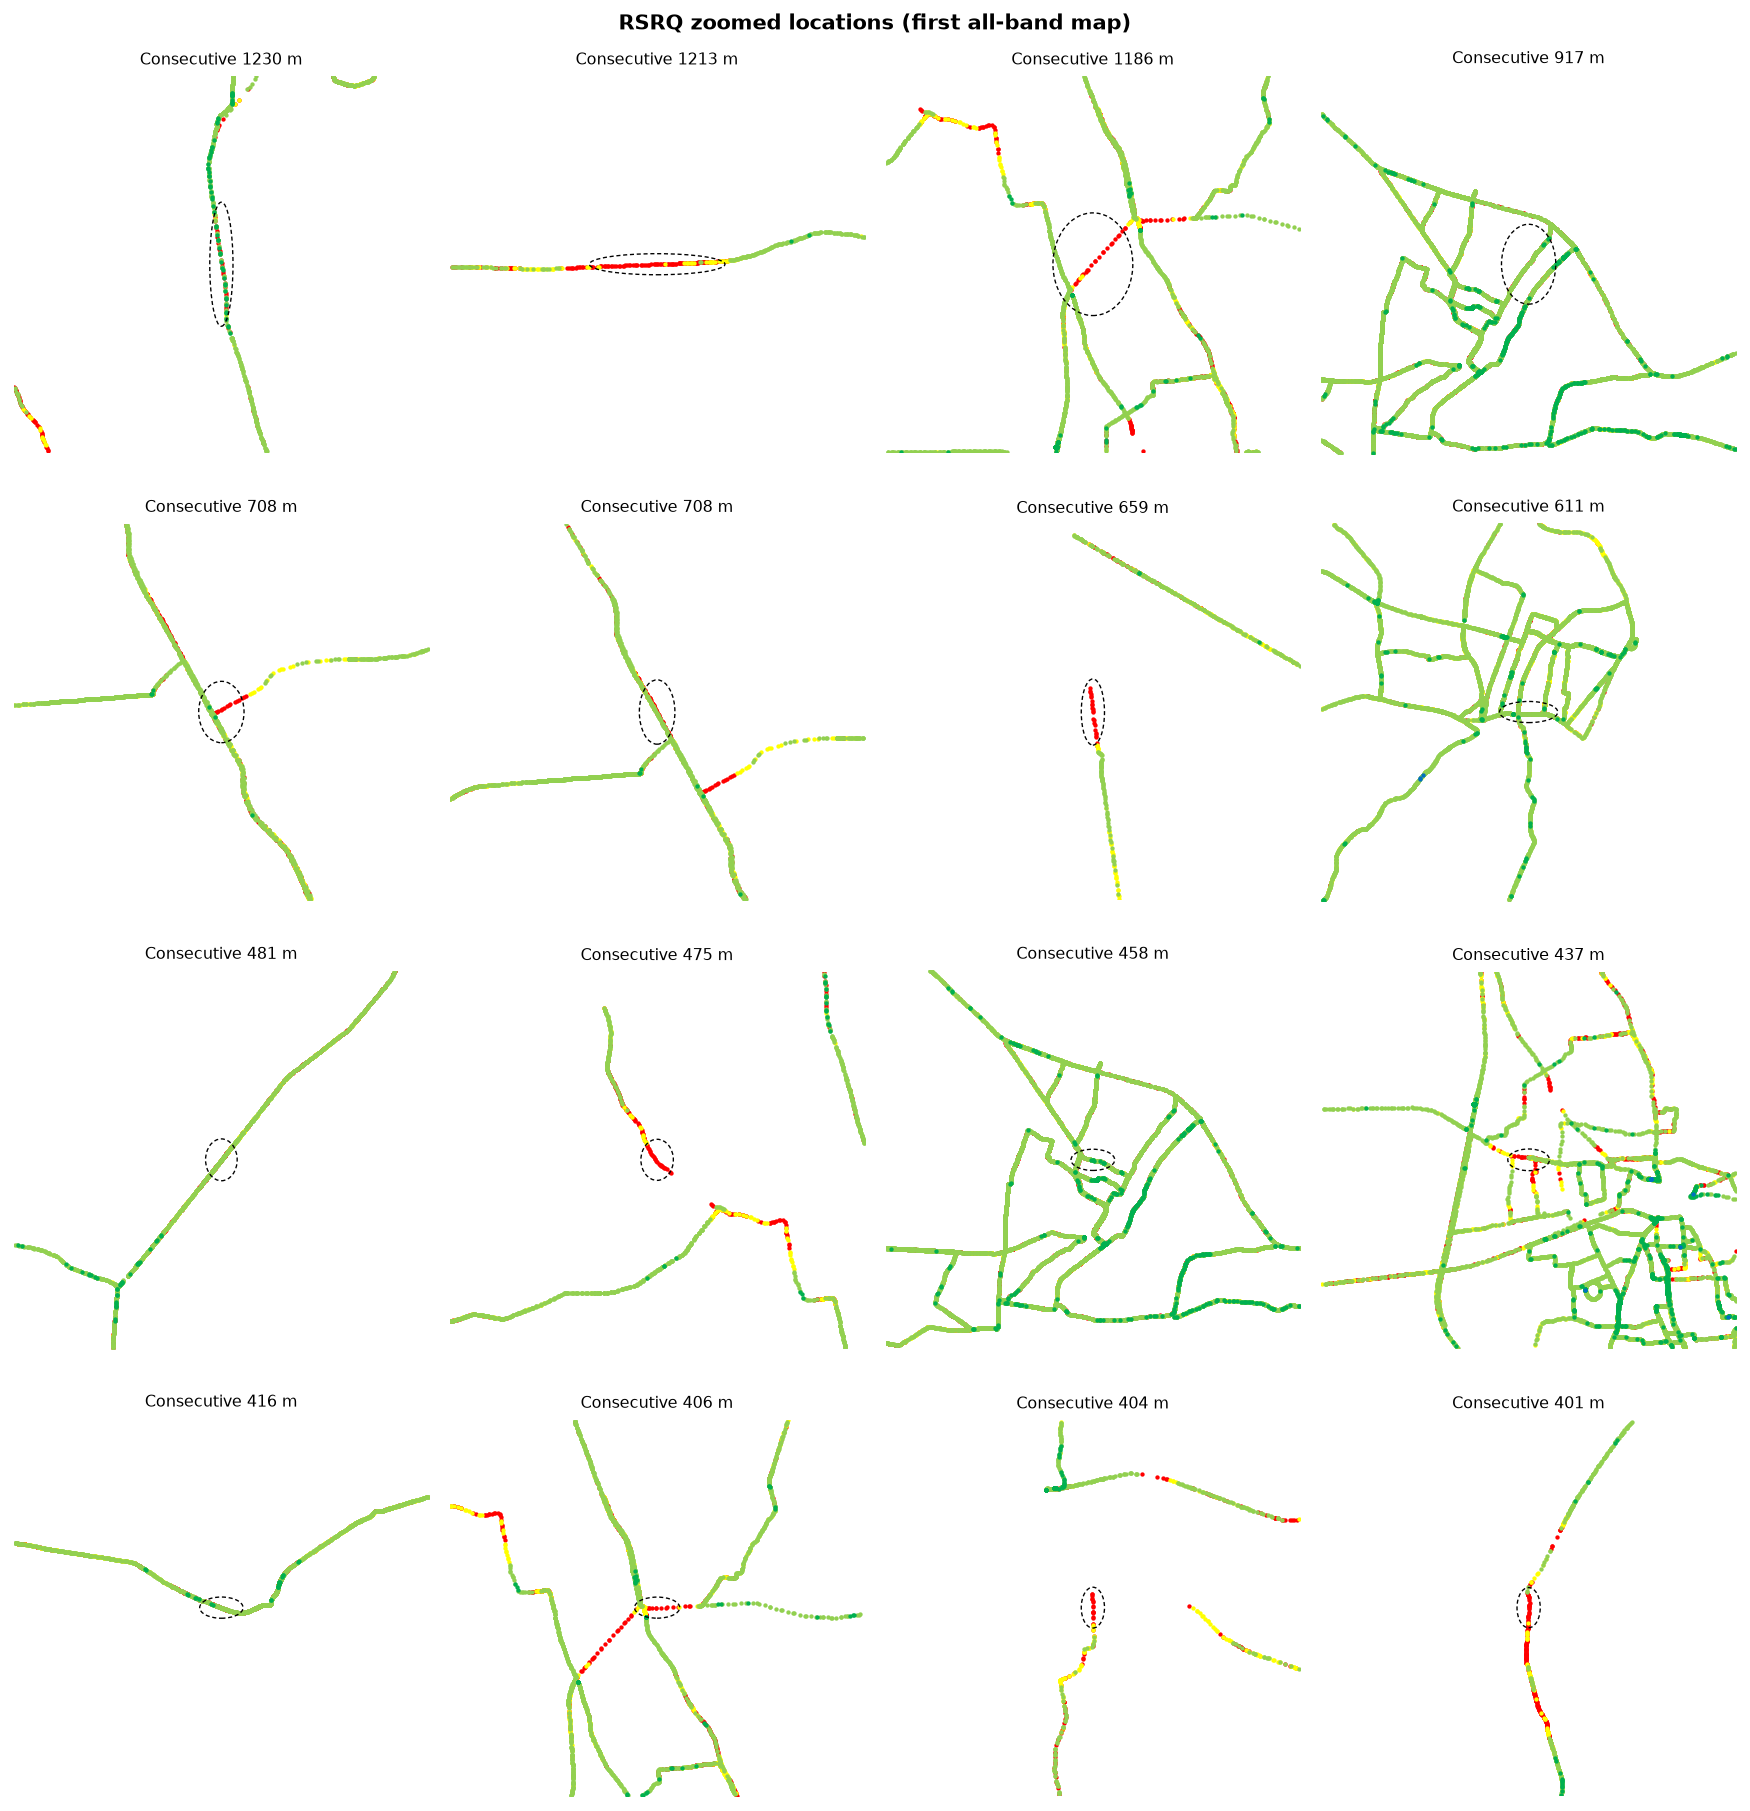 RSRQ zoomed locations (first all-band map)
Consecutive 1230 m
Consecutive 1213 m
Consecutive 1186 m
Consecutive 917 m
Consecutive 708 m
Consecutive 708 m
Consecutive 659 m
Consecutive 611 m
Consecutive 481 m
Consecutive 475 m
Consecutive 458 m
Consecutive 437 m
Consecutive 416 m
Consecutive 406 m
Consecutive 404 m
Consecutive 401 m